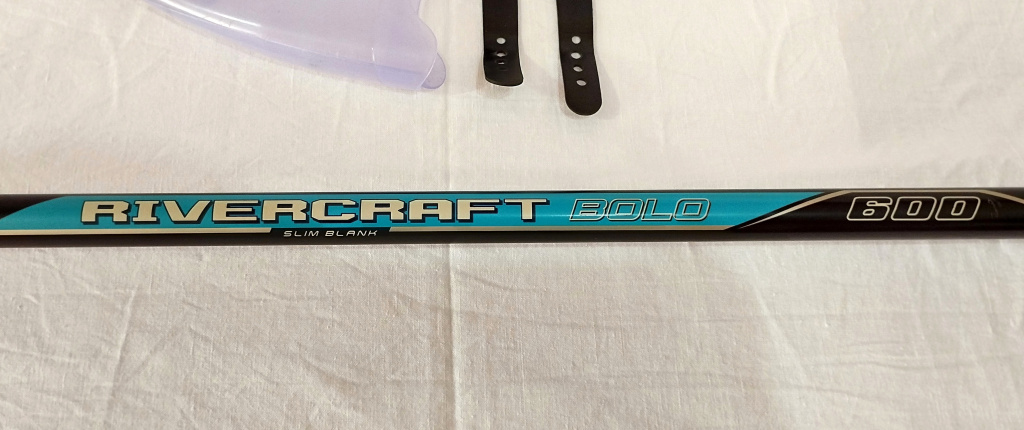 RIVERCRAFT BOLO 600
SLIM BLANK